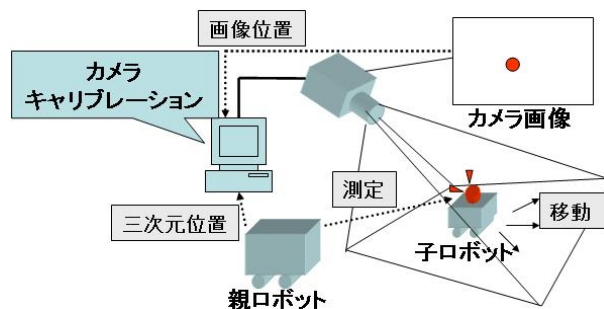 画像位置
カメラ
キャリブレーション
カメラ画像
測定
三次元位置
移動
子ロボット
親ロボット